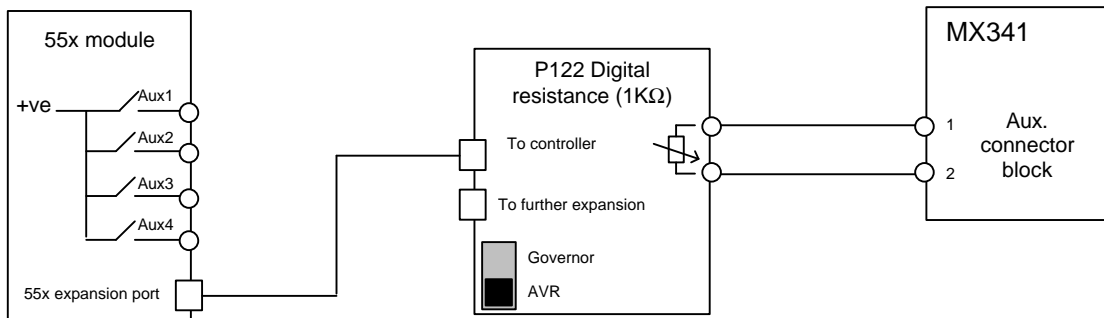 55x module
+ve
Aux1
Aux2
Aux3
Aux4
55x expansion port
P122 Digital
resistance (1KΩ)
To controller
To further expansion
Governor
AVR
MX341
1
2
Aux.
connector
block